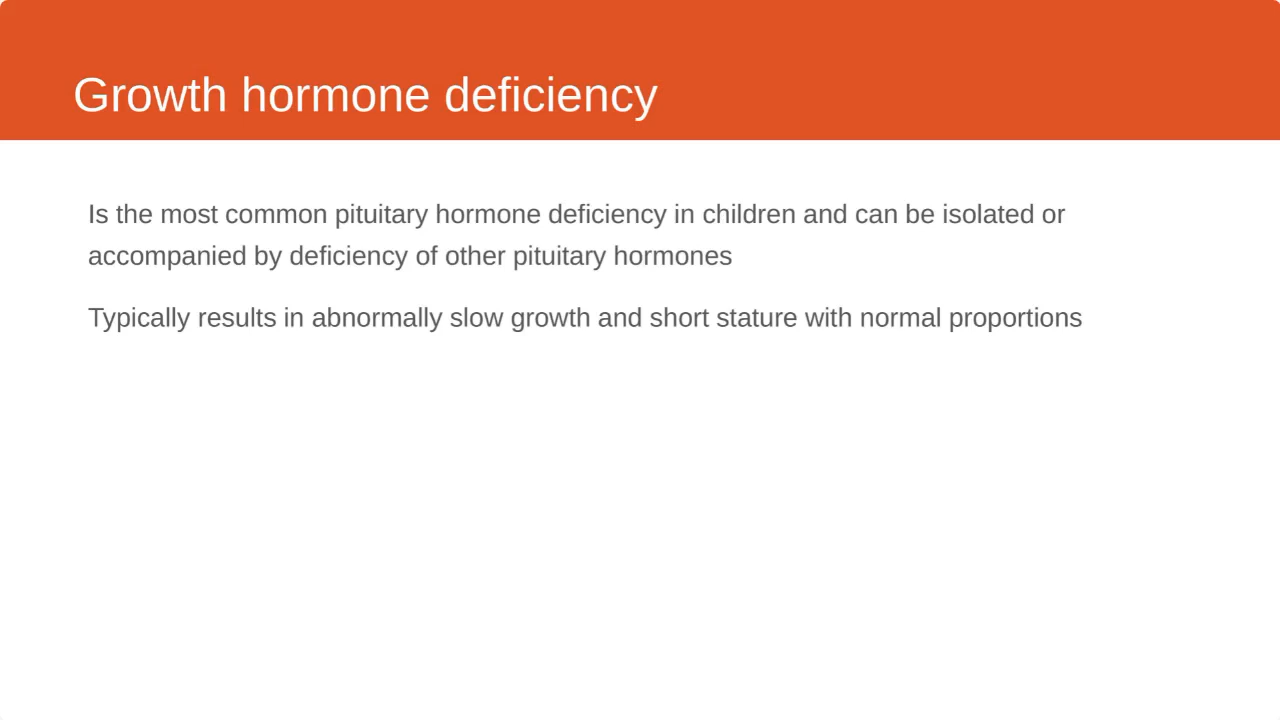 Growth hormone deficiency
Is the most common pituitary hormone deficiency in children and can be isolated or
accompanied by deficiency of other pituitary hormones
Typically results in abnormally slow growth and short stature with normal proportions